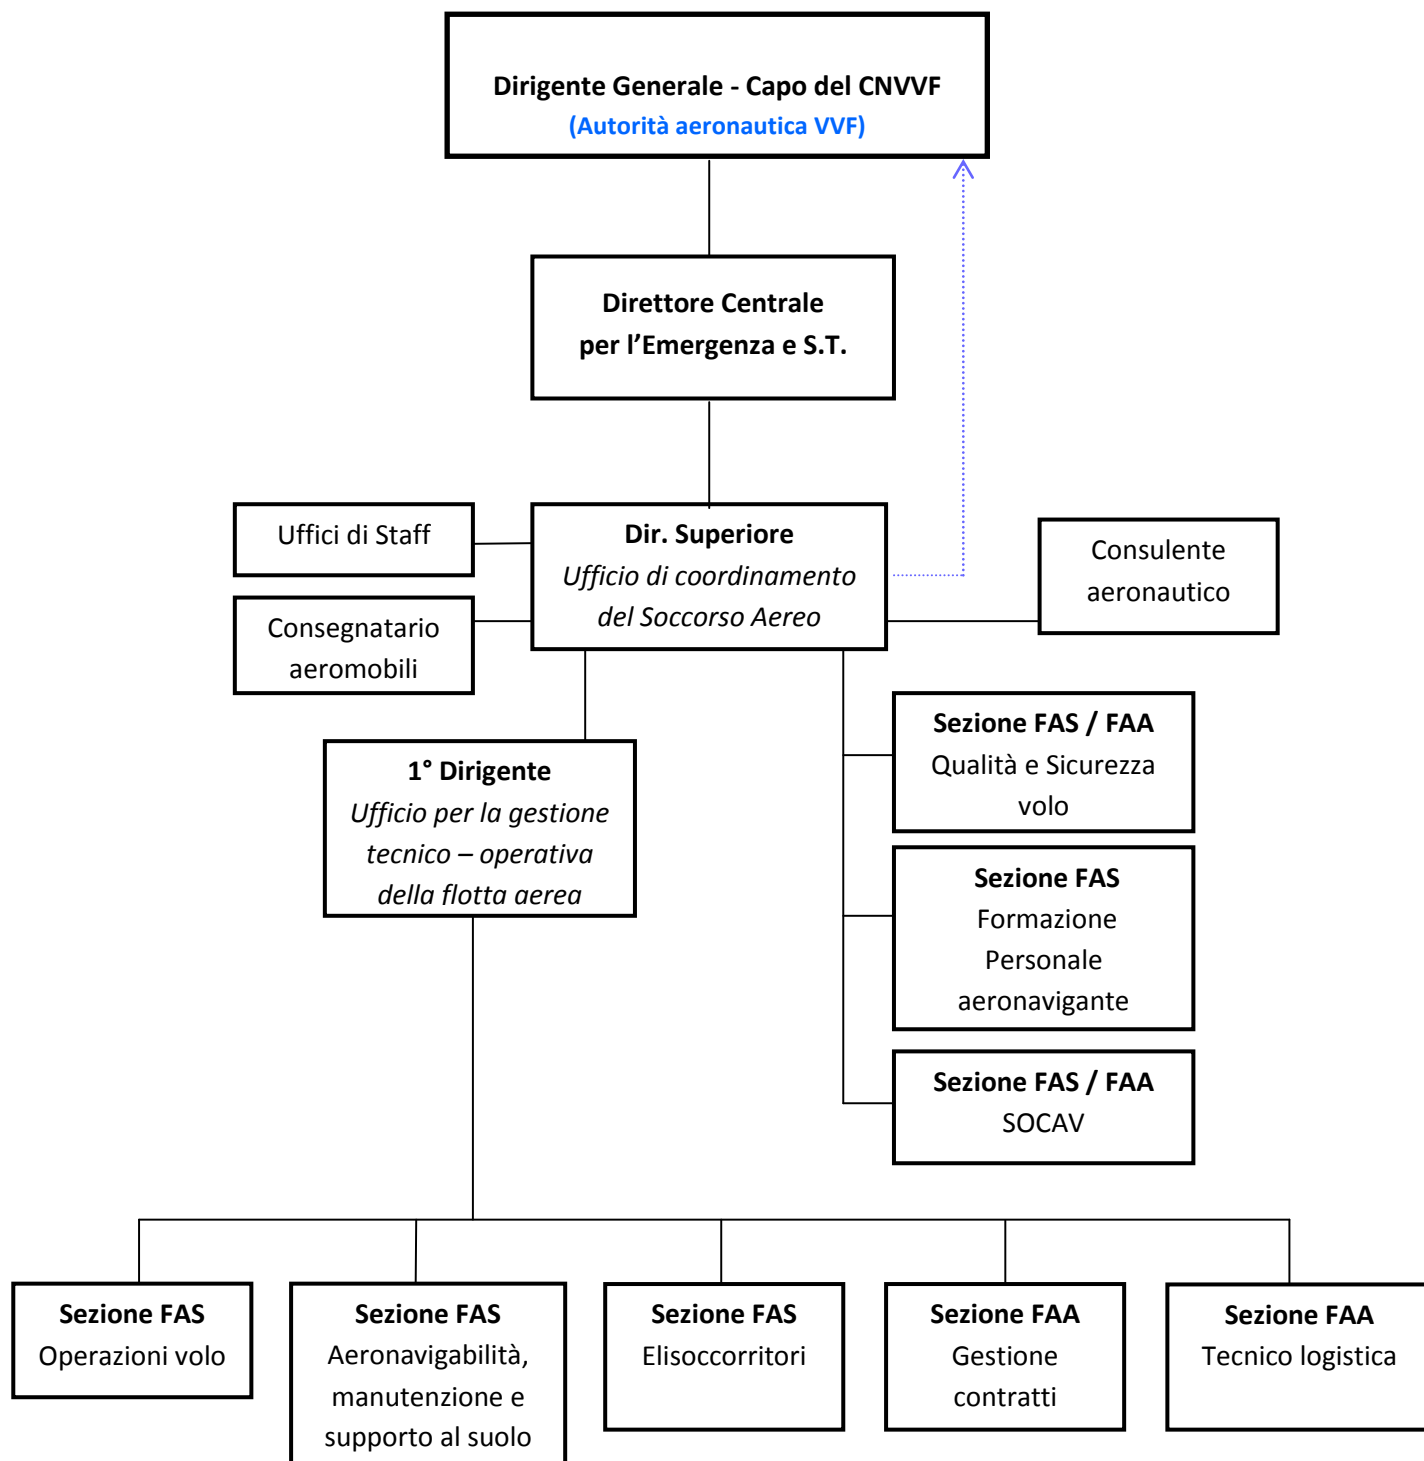 Dirigente Generale - Capo del CNVVF
(Autorità aeronautica VVF)
Direttore Centrale
per l’Emergenza e S.T.
Uffici di Staff
Consegnatario
aeromobili
Dir. Superiore
Ufficio di coordinamento
del Soccorso Aereo
Consulente
aeronautico
1° Dirigente
Ufficio per la gestione
tecnico – operativa
della flotta aerea
Sezione FAS / FAA
Qualità e Sicurezza
volo
Sezione FAS
Formazione
Personale
aeronavigante
Sezione FAS / FAA
SOCAV
Sezione FAS
Operazioni volo
Sezione FAS
Aeronavigabilità,
manutenzione e
supporto al suolo
Sezione FAS
Elisoccorritori
Sezione FAA
Gestione
contratti
Sezione FAA
Tecnico logistica